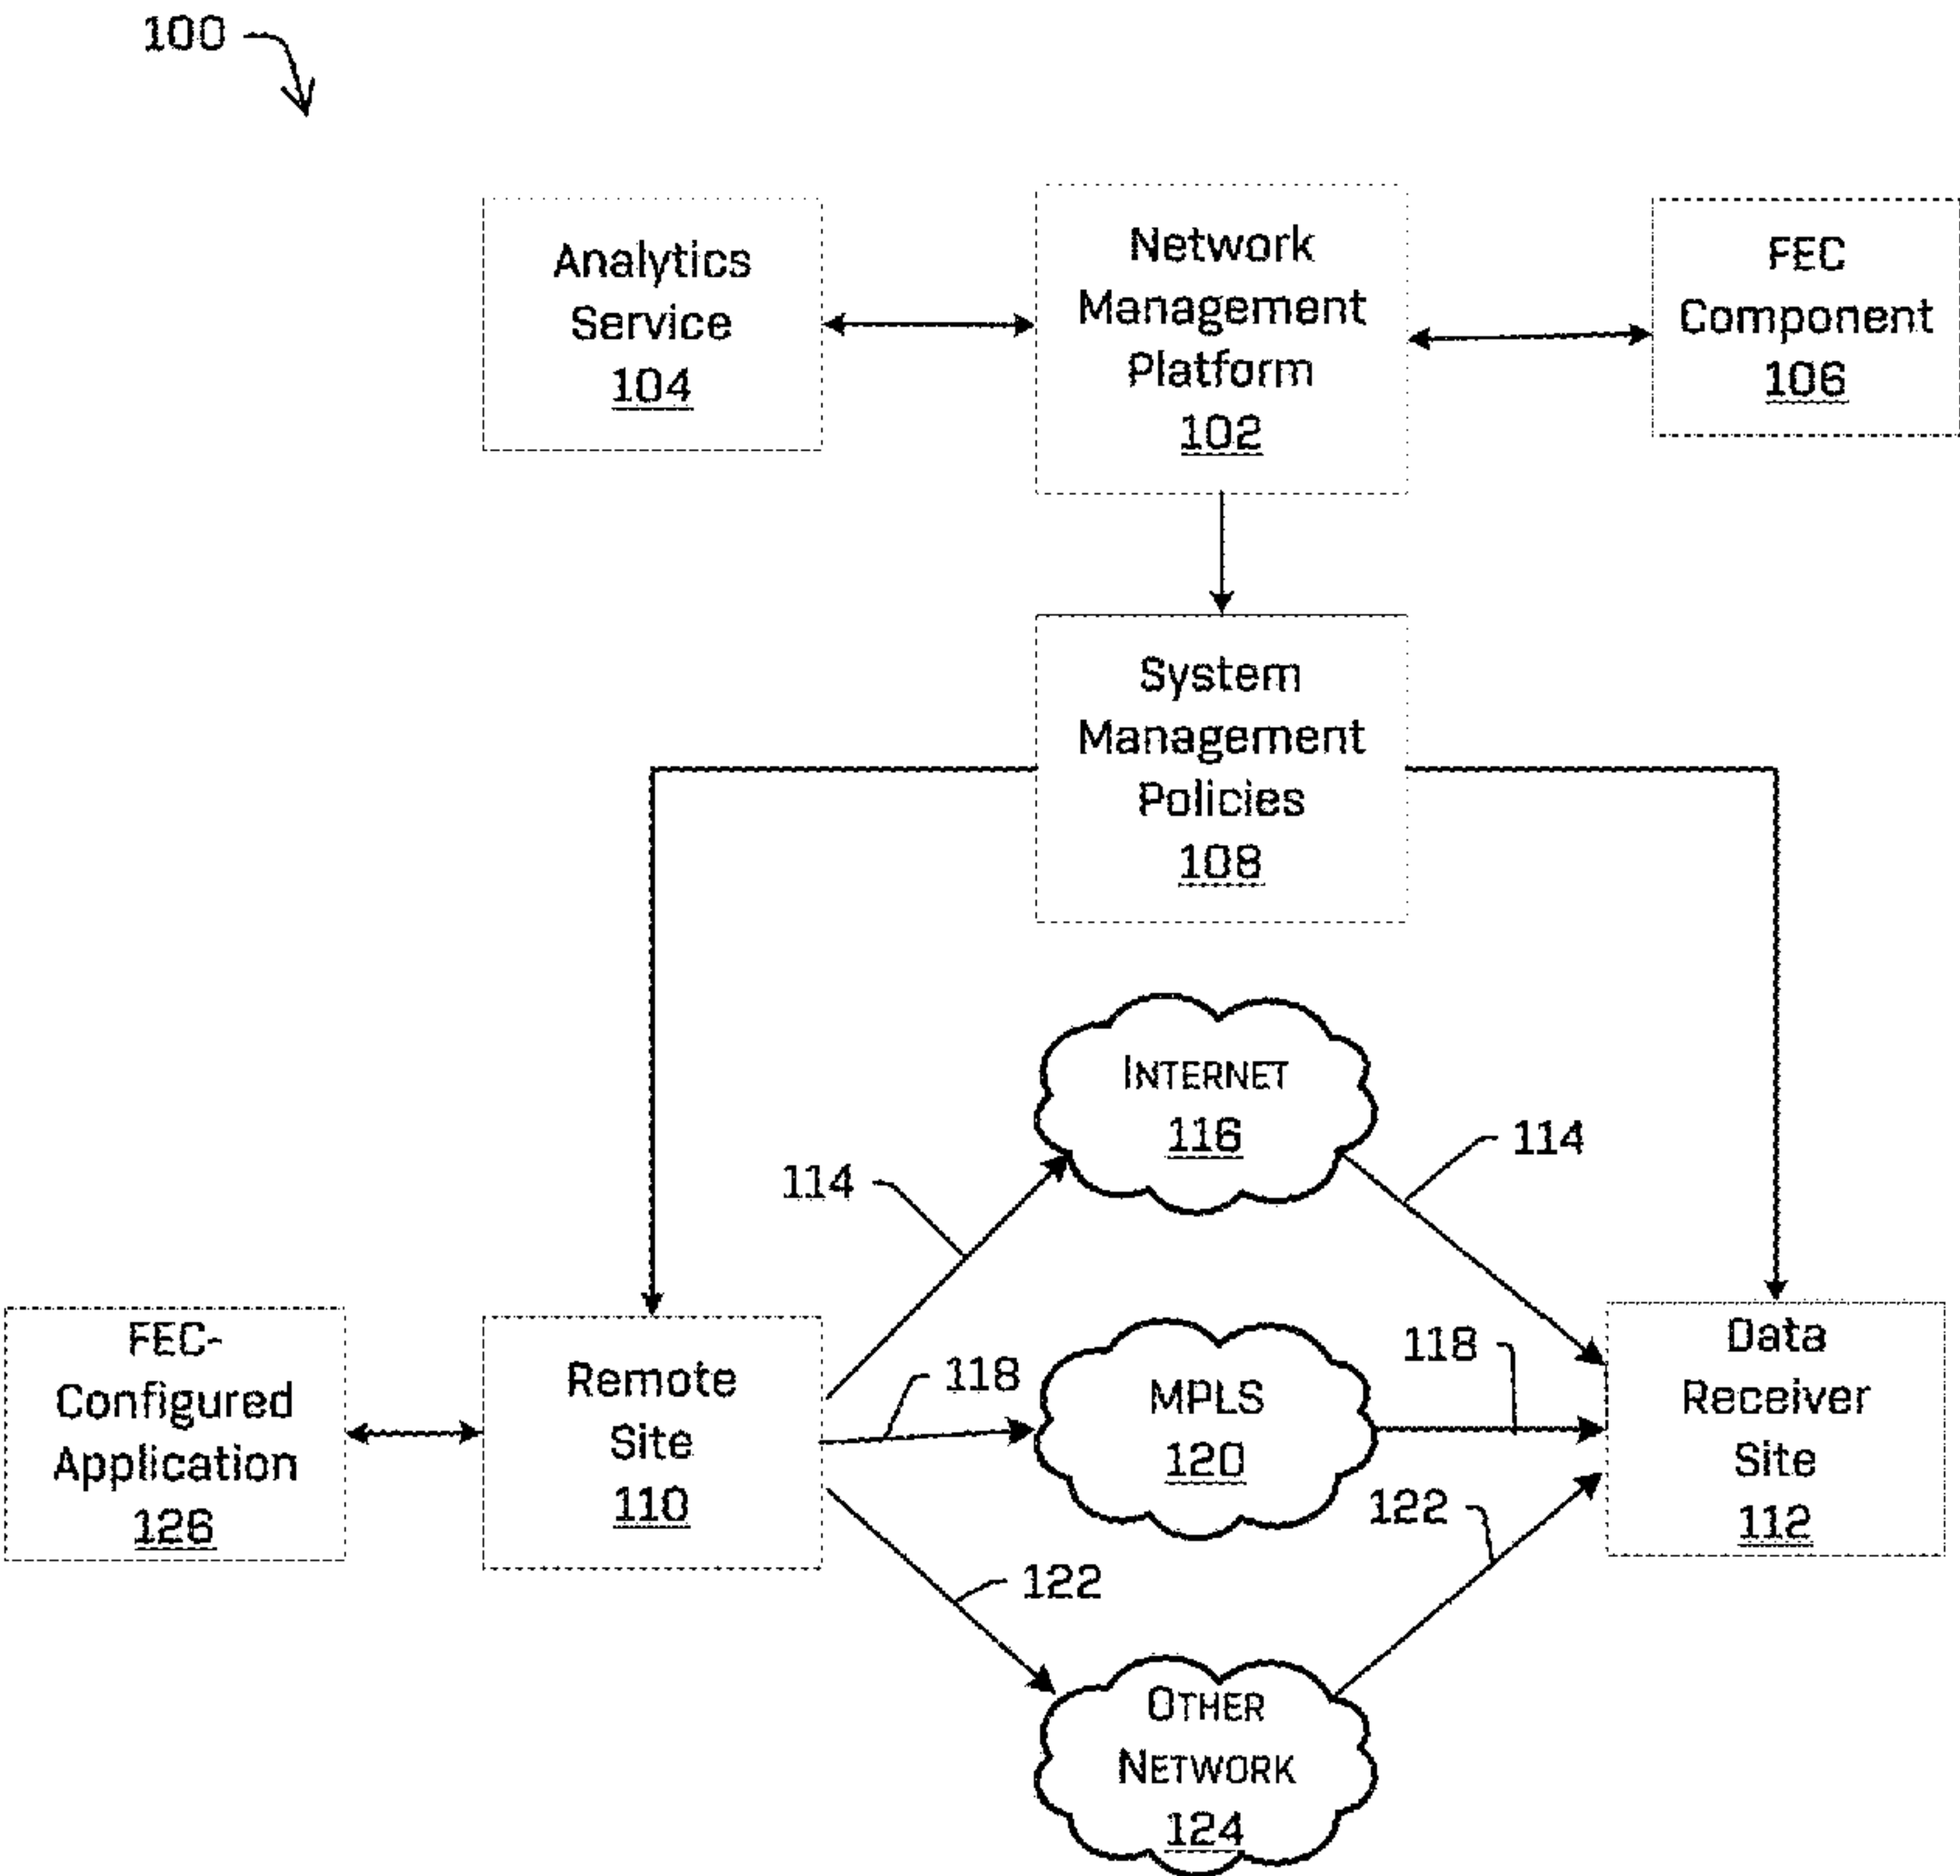 100
Analytics
Service
104
Network
Management
Platform
102
FEC
Component
106
System
Management
Policies
108
INTERNET
116
114
114
FEC-
Configured
Application
126
Remote
Site
110
118
MPLS
120
118
Data
Receiver
Site
112
122
122
OTHER
NETWORK
124